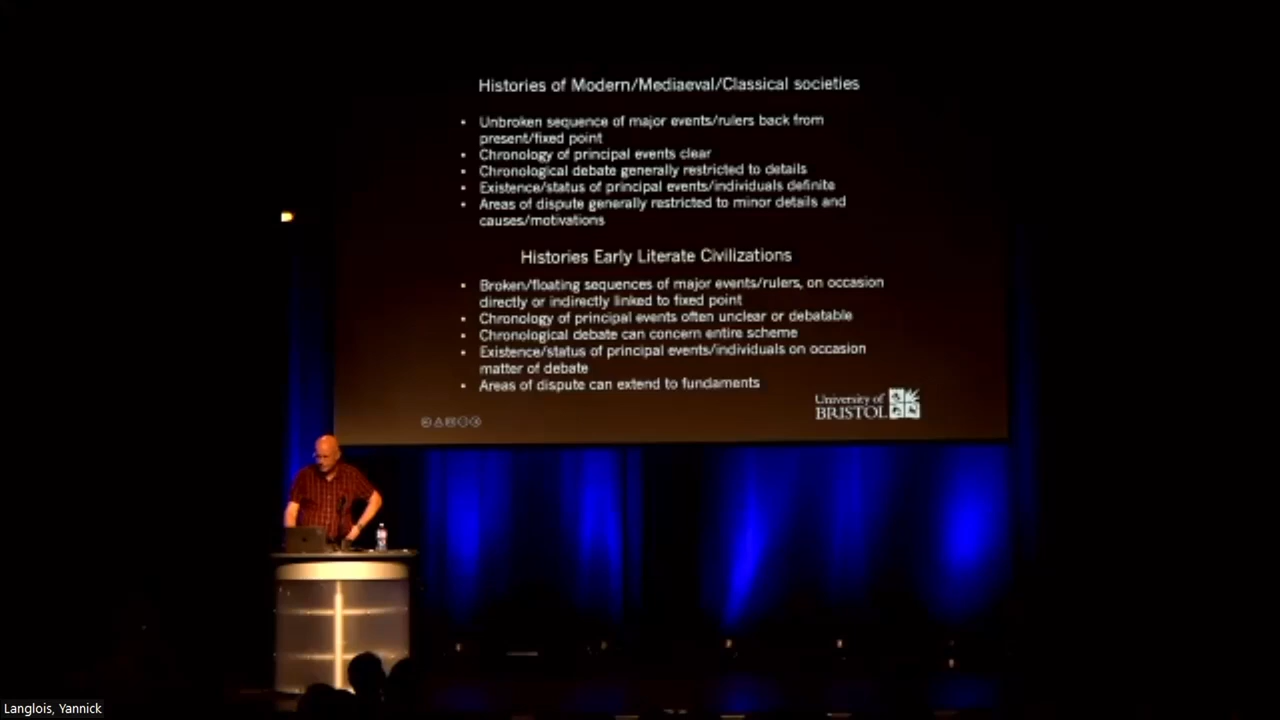 Histories of Modern/Mediaeval/Classical societies
• Unbroken sequence of major events/rulers back from
present/fixed point
• Chronology of principal events clear
• Chronological debate generally restricted to details
• Existence/status of principal events/individuals definite
• Areas of dispute generally restricted to minor details and
causes/motivations
Histories Early Literate Civilizations
• Broken/floating sequences of major events/rulers, on occasion
directly or indirectly linked to fixed point
• Chronology of principal events often unclear or debatable
• Chronological debate can concern entire scheme
• Existence/status of principal events/individuals on occasion
matter of debate
• Areas of dispute can extend to fundaments
University of
BRISTOL
Langlois, Yannick